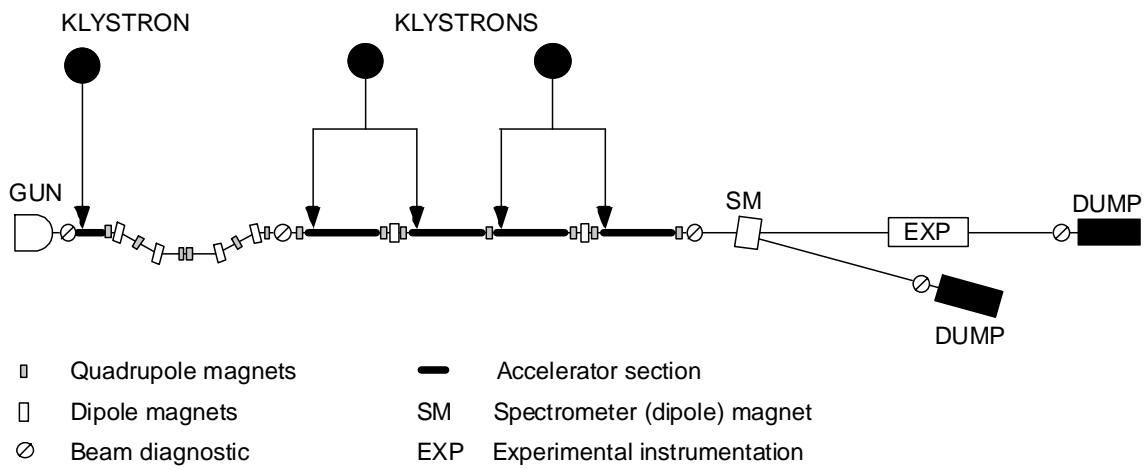 KLYSTRON KLYSTRONS
GUN
SM
DUMP
EXP
DUMP
Quadrupole magnets
Accelerator section
Dipole magnets
SM Spectrometer (dipole) magnet
Beam diagnostic
EXP Experimental instrumentation